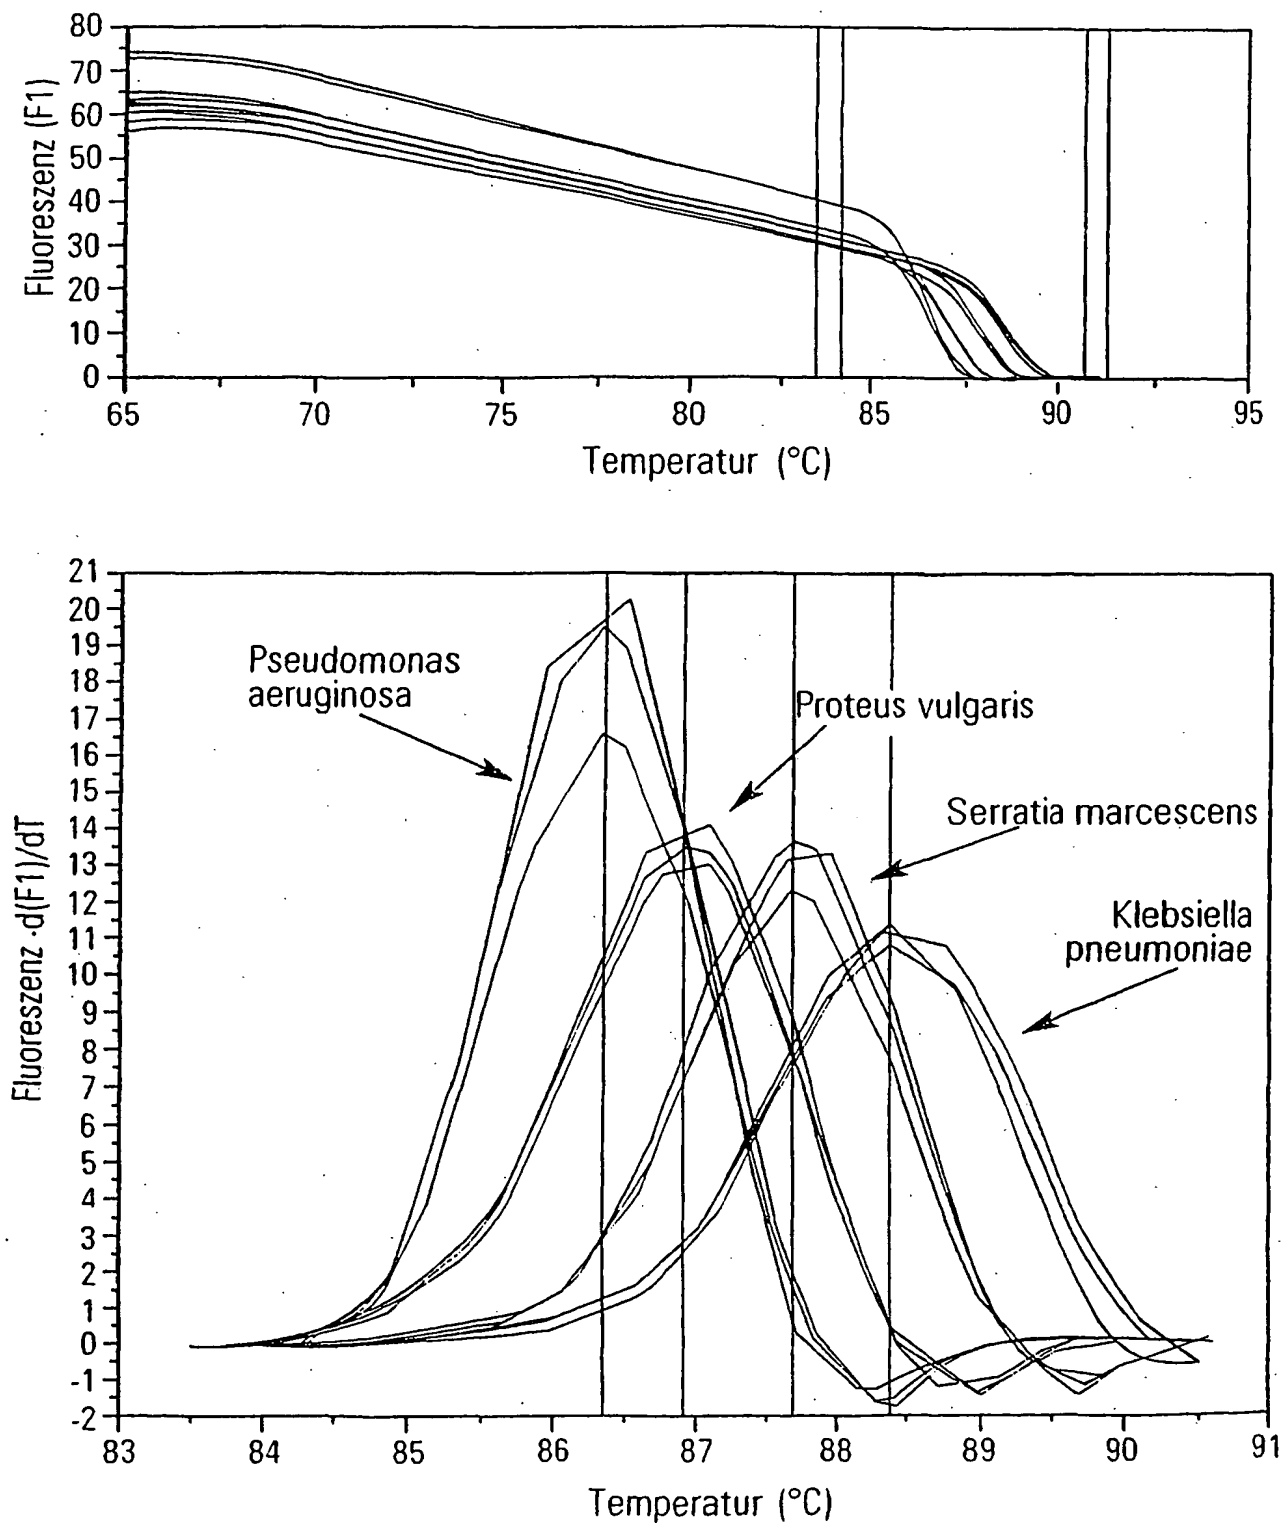 80
70
60
50
40
30
20
10
0
Fluoreszenz (F1)
65 70 75 80 85 90 95
Temperatur (°C)
21
20
19
18
17
16
15
14
13
12
11
10
9
8
7
6
5
4
3
2
1
0
-1
-2
Fluoreszenz ·d(F1)/dT
Pseudomonas
aeruginosa
Proteus vulgaris
Serratia marcescens
Klebsiella
pneumoniae
83 84 85 86 87 88 89 90 91
Temperatur (°C)